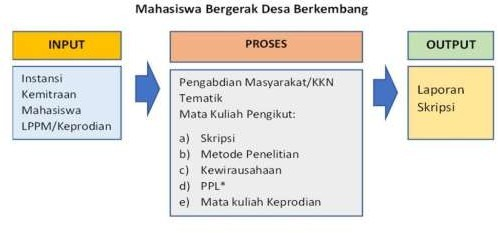 Mahasiswa Bergerak Desa Berkembang
INPUT
Instansi
Kemitraan
Mahasiswa
LPPM/Keprodian
PROSES
Pengabdian Masyarakat/KKN
Tematik
Mata Kuliah Pengikut:
a) Skripsi
b) Metode Penelitian
c) Kewirausahaan
d) PPL*
e) Mata kuliah Keprodian
OUTPUT
Laporan
Skripsi